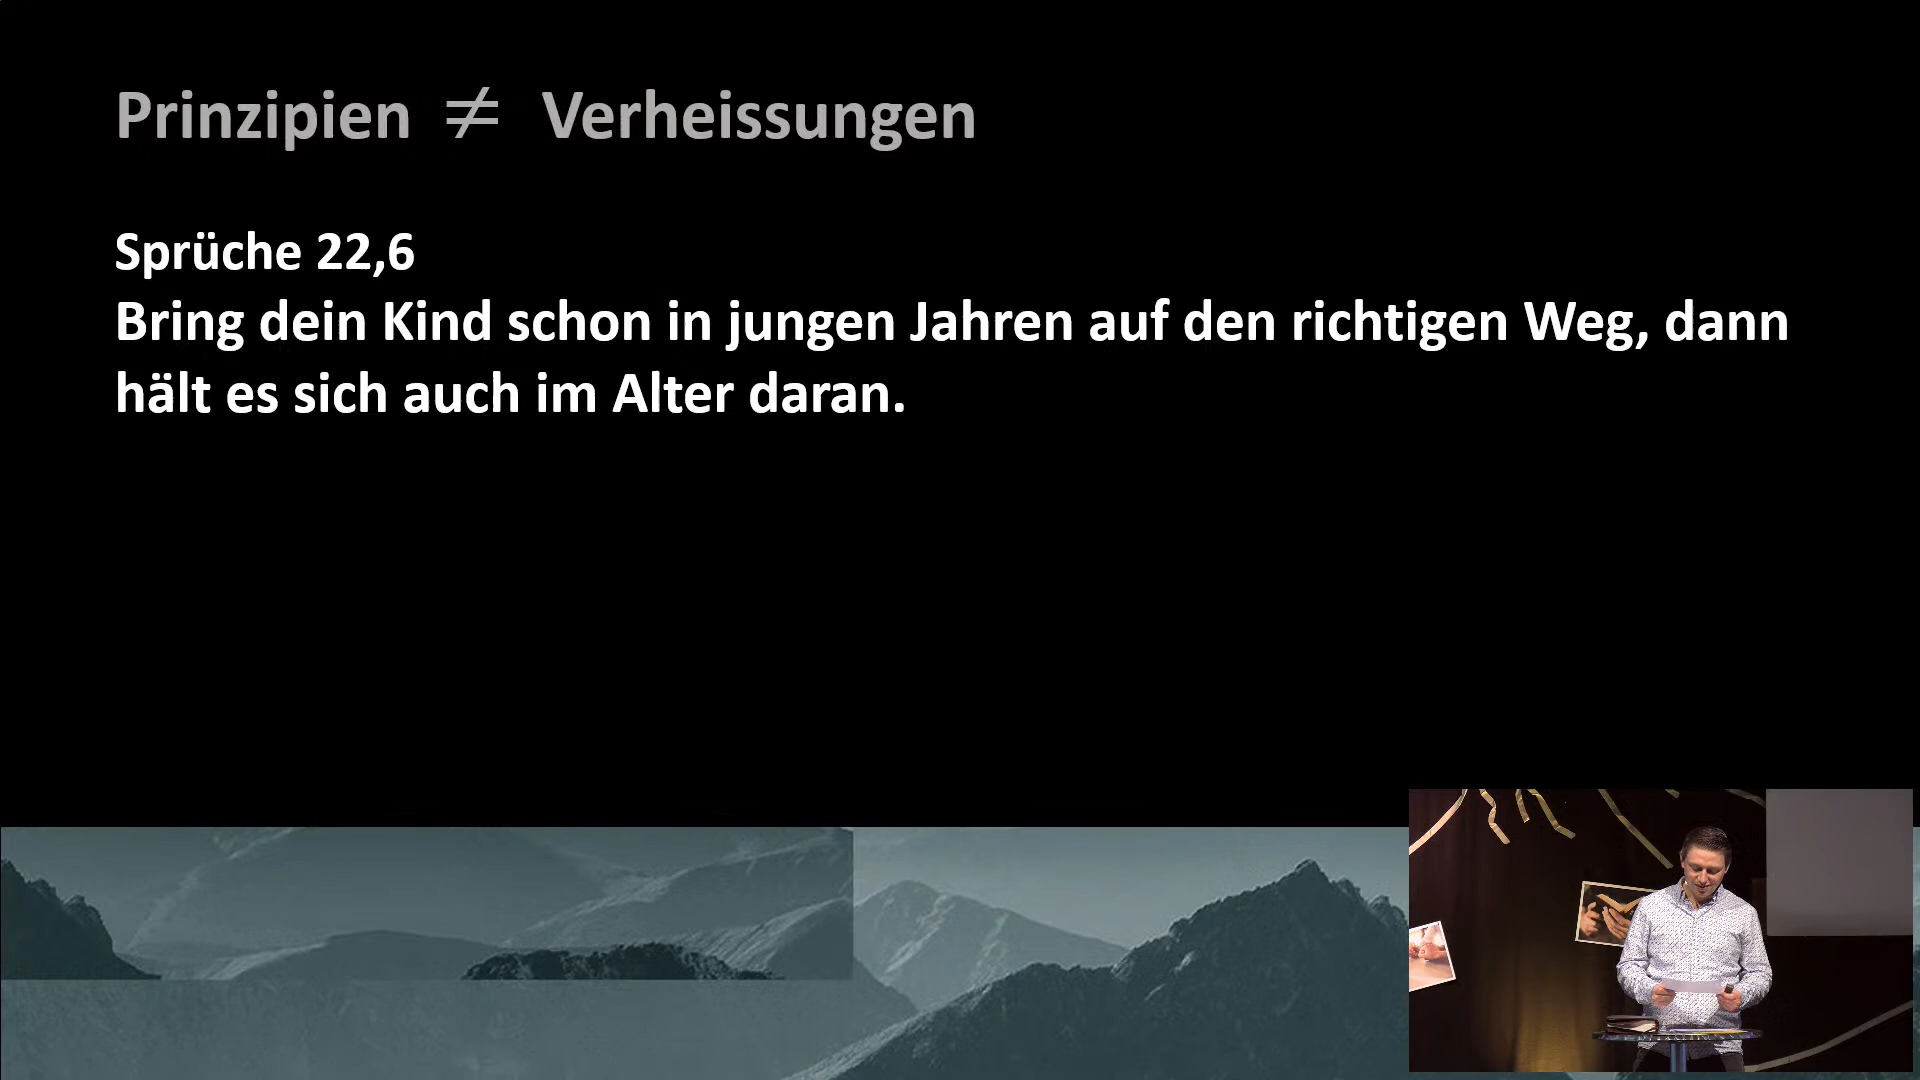 Prinzipien ≠ Verheissungen
Sprüche 22,6
Bring dein Kind schon in jungen Jahren auf den richtigen Weg, dann
hält es sich auch im Alter daran.